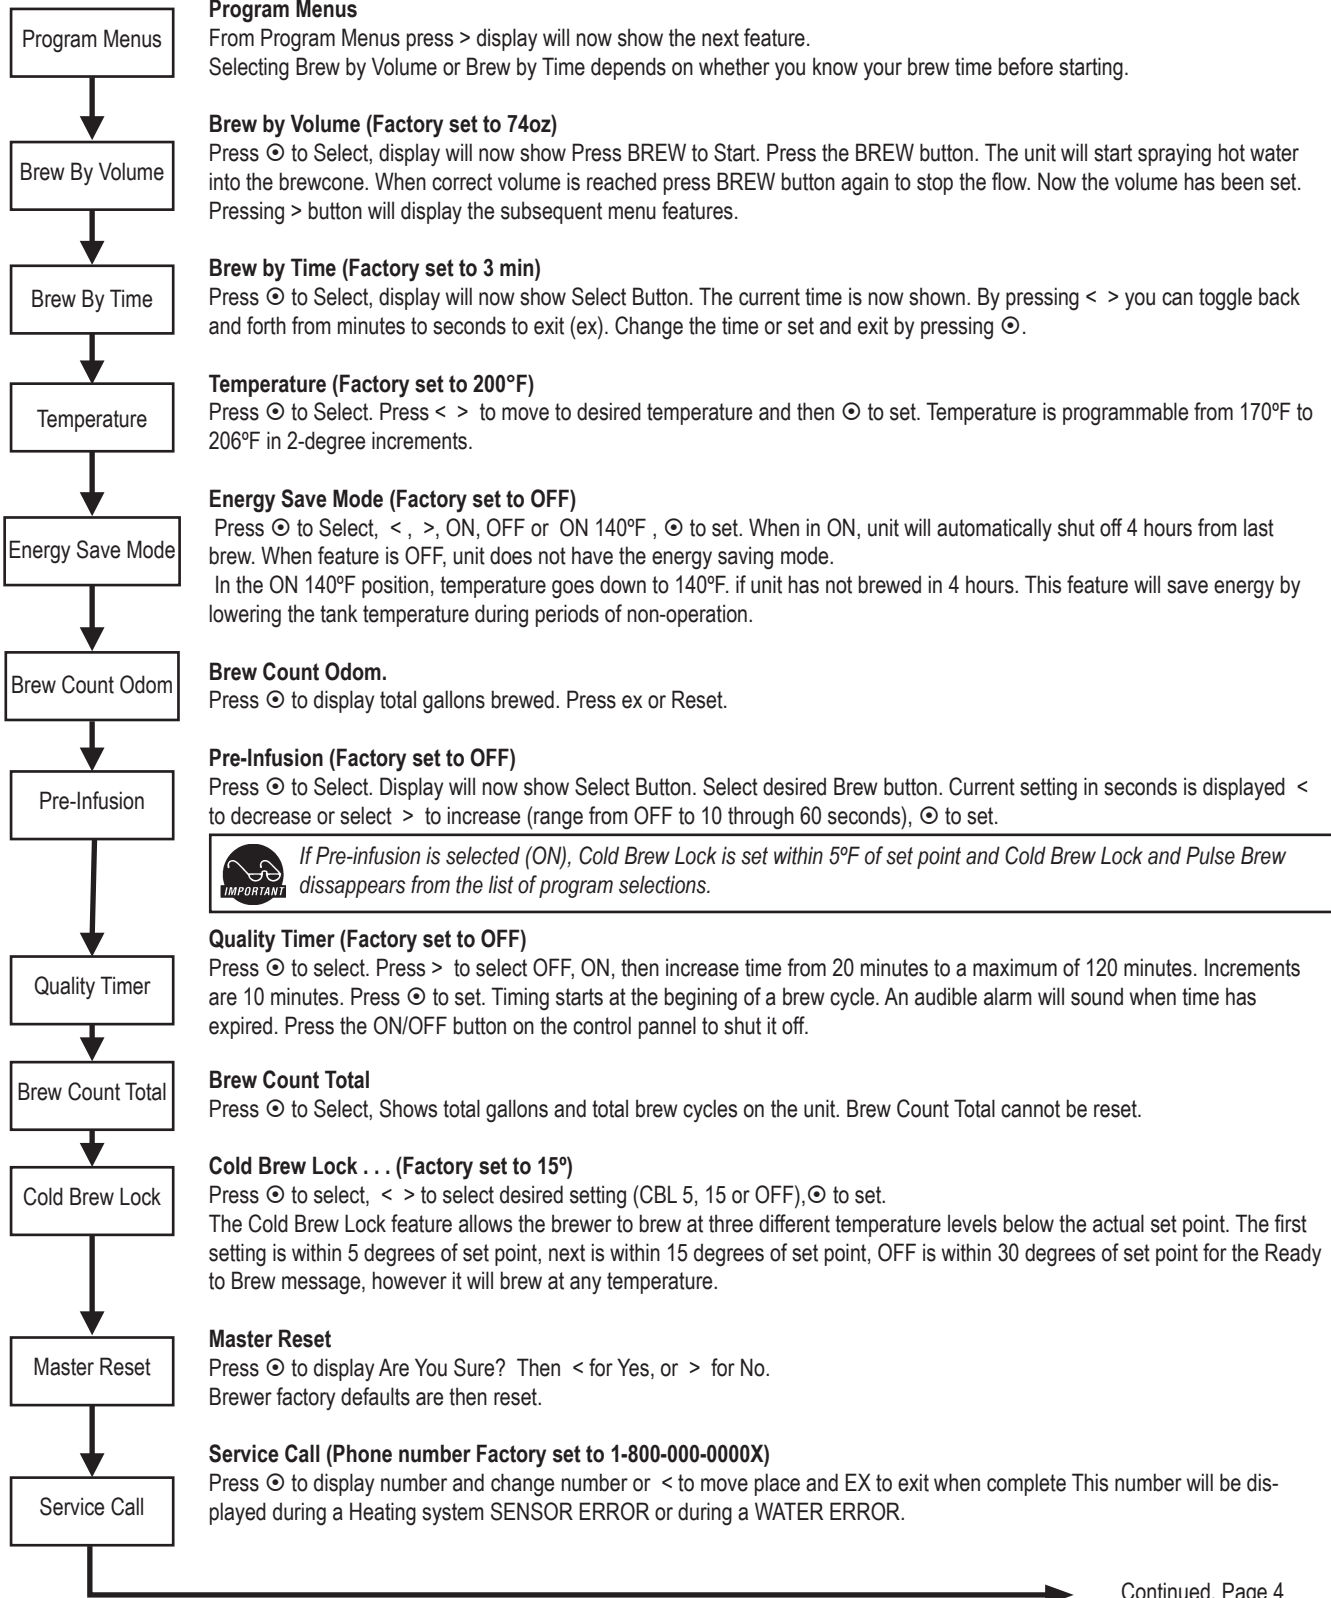 Program Menus
Program Menus
From Program Menus press > display will now show the next feature.
Selecting Brew by Volume or Brew by Time depends on whether you know your brew time before starting.
Brew By Volume
Brew by Volume (Factory set to 74oz)
Press ⊙ to Select, display will now show Press BREW to Start. Press the BREW button. The unit will start spraying hot water
into the brewcone. When correct volume is reached press BREW button again to stop the flow. Now the volume has been set.
Pressing > button will display the subsequent menu features.
Brew By Time
Brew by Time (Factory set to 3 min)
Press ⊙ to Select, display will now show Select Button. The current time is now shown. By pressing < > you can toggle back
and forth from minutes to seconds to exit (ex). Change the time or set and exit by pressing ⊙.
Temperature
Temperature (Factory set to 200°F)
Press ⊙ to Select. Press < > to move to desired temperature and then ⊙ to set. Temperature is programmable from 170ºF to
206ºF in 2-degree increments.
Energy Save Mode
Energy Save Mode (Factory set to OFF)
Press ⊙ to Select, < , >, ON, OFF or ON 140ºF , ⊙ to set. When in ON, unit will automatically shut off 4 hours from last
brew. When feature is OFF, unit does not have the energy saving mode.
In the ON 140ºF position, temperature goes down to 140ºF. if unit has not brewed in 4 hours. This feature will save energy by
lowering the tank temperature during periods of non-operation.
Brew Count Odom
Brew Count Odom.
Press ⊙ to display total gallons brewed. Press ex or Reset.
Pre-Infusion
Pre-Infusion (Factory set to OFF)
Press ⊙ to Select. Display will now show Select Button. Select desired Brew button. Current setting in seconds is displayed <
to decrease or select > to increase (range from OFF to 10 through 60 seconds), ⊙ to set.
IMPORTANT
If Pre-infusion is selected (ON), Cold Brew Lock is set within 5ºF of set point and Cold Brew Lock and Pulse Brew
dissappears from the list of program selections.
Quality Timer
Quality Timer (Factory set to OFF)
Press ⊙ to select. Press > to select OFF, ON, then increase time from 20 minutes to a maximum of 120 minutes. Increments
are 10 minutes. Press ⊙ to set. Timing starts at the begining of a brew cycle. An audible alarm will sound when time has
expired. Press the ON/OFF button on the control pannel to shut it off.
Brew Count Total
Brew Count Total
Press ⊙ to Select, Shows total gallons and total brew cycles on the unit. Brew Count Total cannot be reset.
Cold Brew Lock
Cold Brew Lock . . . (Factory set to 15º)
Press ⊙ to select, < > to select desired setting (CBL 5, 15 or OFF),⊙ to set.
The Cold Brew Lock feature allows the brewer to brew at three different temperature levels below the actual set point. The first
setting is within 5 degrees of set point, next is within 15 degrees of set point, OFF is within 30 degrees of set point for the Ready
to Brew message, however it will brew at any temperature.
Master Reset
Master Reset
Press ⊙ to display Are You Sure? Then < for Yes, or > for No.
Brewer factory defaults are then reset.
Service Call
Service Call (Phone number Factory set to 1-800-000-0000X)
Press ⊙ to display number and change number or < to move place and EX to exit when complete This number will be dis-
played during a Heating system SENSOR ERROR or during a WATER ERROR.
Continued. Page 4